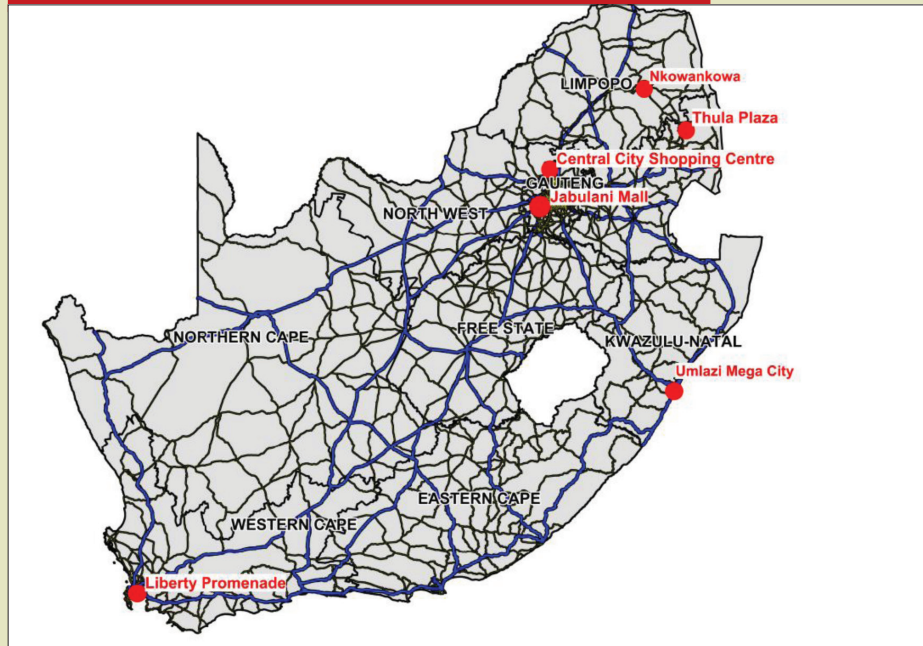 LIMPOPO
Nkowankowa
Thula Plaza
Central City Shopping Centre
GAUTENG
Jabulani Mall
NORTH WEST
NORTHERN CAPE
FREE STATE
KWAZULU-NATAL
Umlazi Mega City
EASTERN CAPE
WESTERN CAPE
Liberty Promenade